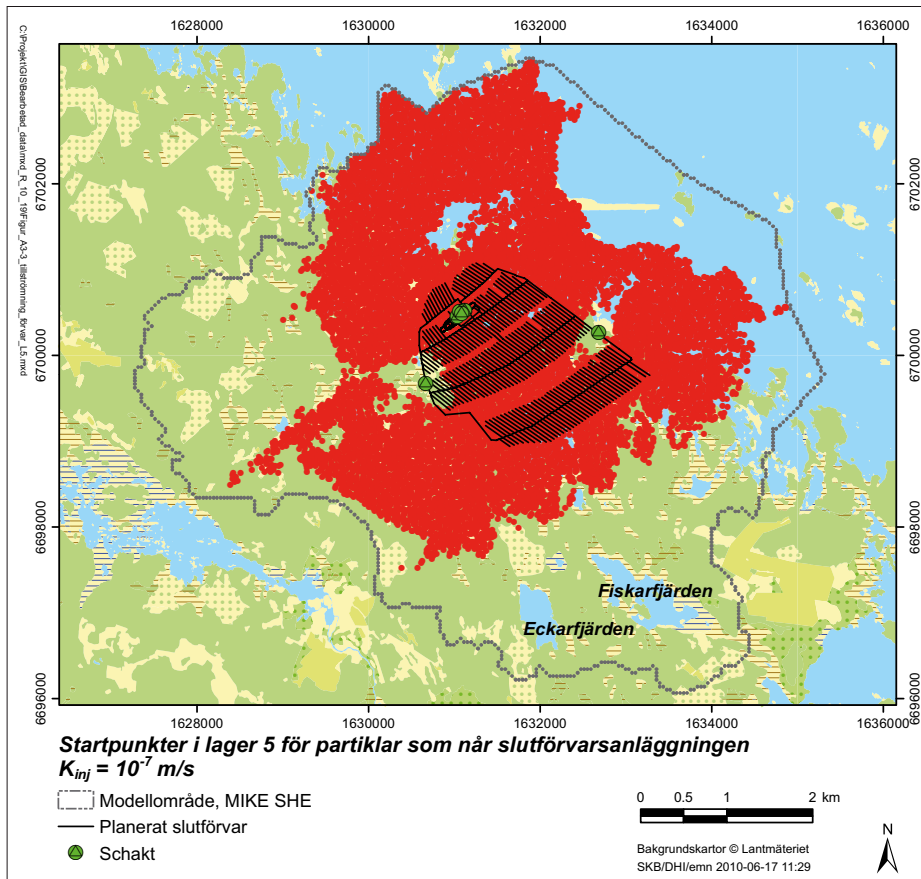 1628000 1630000 1632000 1634000 1636000
C:\Projekt\GIS\Bearbetad_data\mxd_R_10_19\Figur_A3-3_tillströmning_förvar_L5.mxd
6702000
6700000
6698000
6696000
6702000
6700000
6698000
6696000
Fiskarfjärden
Eckarfjärden
1628000 1630000 1632000 1634000 1636000
Startpunkter i lager 5 för partiklar som når slutförvarsanläggningen
Kinj = 10-7 m/s
Modellområde, MIKE SHE
Planerat slutförvar
Schakt
0 0.5 1 2 km
Bakgrundskartor © Lantmäteriet
SKB/DHI/emn 2010-06-17 11:29
N